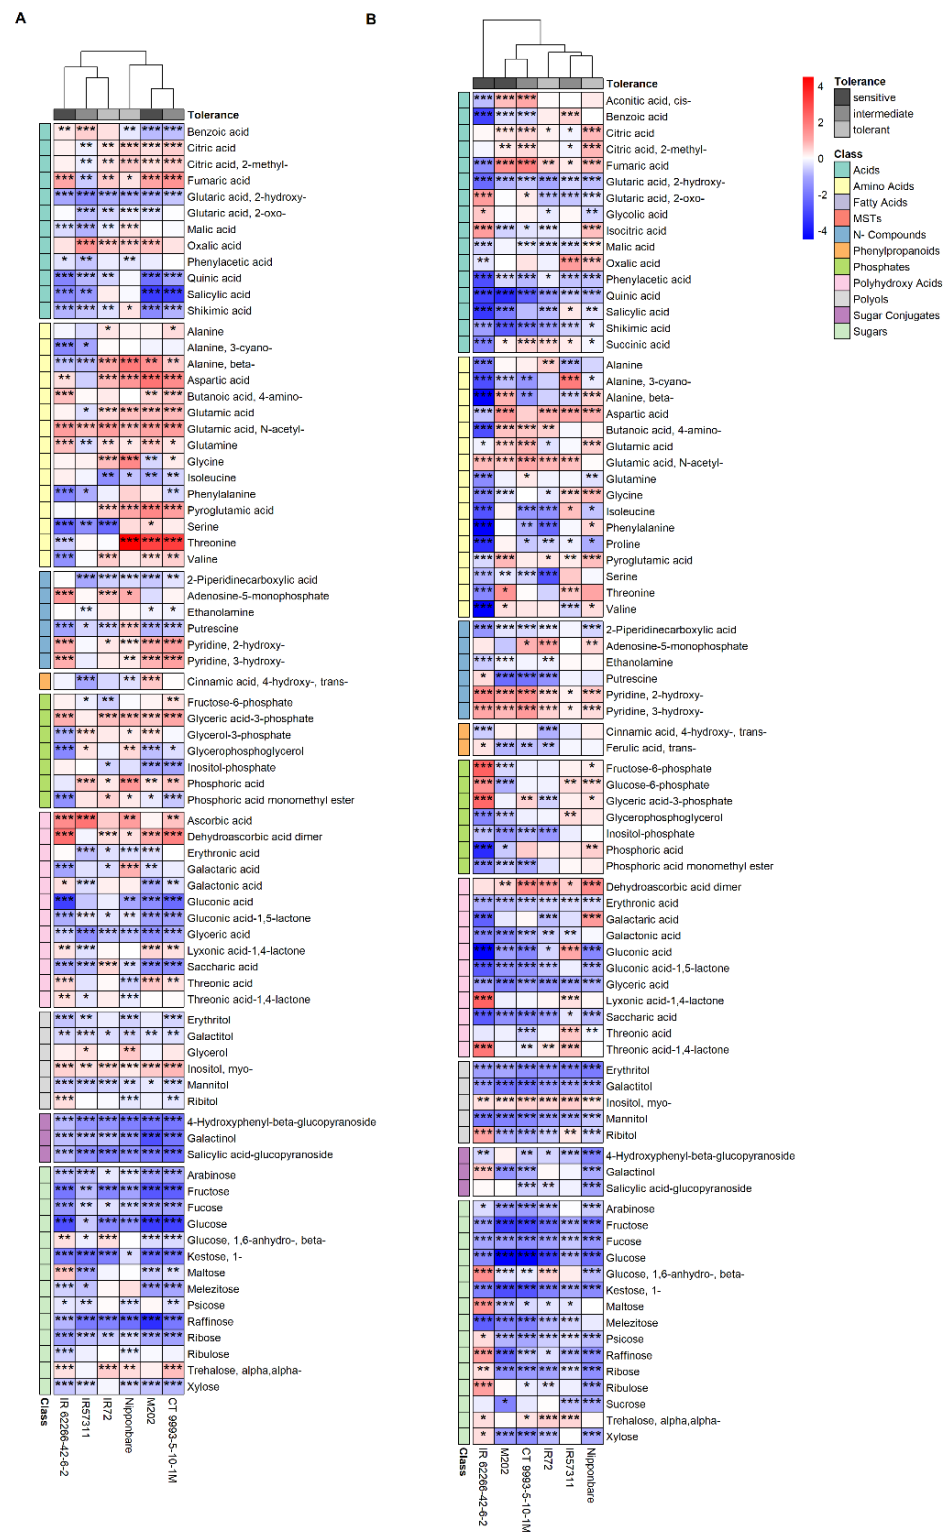 A
Tolerance
Benzoic acid
Citric acid
Citric acid, 2-methyl-
Fumaric acid
Glutaric acid, 2-hydroxy-
Glutaric acid, 2-oxo-
Malic acid
Oxalic acid
Phenylacetic acid
Quinic acid
Salicylic acid
Shikimic acid
Alanine
Alanine, 3-cyano-
Alanine, beta-
Aspartic acid
Butanoic acid, 4-amino-
Glutamic acid
Glutamic acid, N-acetyl-
Glutamine
Glycine
Isoleucine
Phenylalanine
Pyroglutamic acid
Serine
Threonine
Valine
2-Piperidinecarboxylic acid
Adenosine-5-monophosphate
Ethanolamine
Putrescine
Pyridine, 2-hydroxy-
Pyridine, 3-hydroxy-
Cinnamic acid, 4-hydroxy-, trans-
Fructose-6-phosphate
Glyceric acid-3-phosphate
Glycerol-3-phosphate
Glycerophosphoglycerol
Inositol-phosphate
Phosphoric acid
Phosphoric acid monomethyl ester
Ascorbic acid
Dehydroascorbic acid dimer
Erythronic acid
Galactaric acid
Galactonic acid
Gluconic acid
Gluconic acid-1,5-lactone
Glyceric acid
Lyxonic acid-1,4-lactone
Saccharic acid
Threonic acid
Threonic acid-1,4-lactone
Erythritol
Galactitol
Glycerol
Inositol, myo-
Mannitol
Ribitol
4-Hydroxyphenyl-beta-glucopyranoside
Galactinol
Salicylic acid-glucopyranoside
Arabinose
Fructose
Fucose
Glucose
Glucose, 1,6-anhydro-, beta-
Kestose, 1-
Maltose
Melezitose
Psicose
Raffinose
Ribose
Ribulose
Trehalose, alpha,alpha-
Xylose
Class
IR 62266-42-6-2
IR57311
IR72
Nipponbare
M202
CT 9993-5-10-1M
B
Tolerance
Aconitic acid, cis-
Benzoic acid
Citric acid
Citric acid, 2-methyl-
Fumaric acid
Glutaric acid, 2-hydroxy-
Glutaric acid, 2-oxo-
Glycolic acid
Isocitric acid
Malic acid
Oxalic acid
Phenylacetic acid
Quinic acid
Salicylic acid
Shikimic acid
Succinic acid
Alanine
Alanine, 3-cyano-
Alanine, beta-
Aspartic acid
Butanoic acid, 4-amino-
Glutamic acid
Glutamic acid, N-acetyl-
Glutamine
Glycine
Isoleucine
Phenylalanine
Proline
Pyroglutamic acid
Serine
Threonine
Valine
2-Piperidinecarboxylic acid
Adenosine-5-monophosphate
Ethanolamine
Putrescine
Pyridine, 2-hydroxy-
Pyridine, 3-hydroxy-
Cinnamic acid, 4-hydroxy-, trans-
Ferulic acid, trans-
Fructose-6-phosphate
Glucose-6-phosphate
Glyceric acid-3-phosphate
Glycerophosphoglycerol
Inositol-phosphate
Phosphoric acid
Phosphoric acid monomethyl ester
Dehydroascorbic acid dimer
Erythronic acid
Galactaric acid
Galactonic acid
Gluconic acid
Gluconic acid-1,5-lactone
Glyceric acid
Lyxonic acid-1,4-lactone
Saccharic acid
Threonic acid
Threonic acid-1,4-lactone
Erythritol
Galactitol
Inositol, myo-
Mannitol
Ribitol
4-Hydroxyphenyl-beta-glucopyranoside
Galactinol
Salicylic acid-glucopyranoside
Arabinose
Fructose
Fucose
Glucose
Glucose, 1,6-anhydro-, beta-
Kestose, 1-
Maltose
Melezitose
Psicose
Raffinose
Ribose
Ribulose
Sucrose
Trehalose, alpha,alpha-
Xylose
Class
IR 62266-42-6-2
M202
CT 9993-5-10-1M
IR72
IR57311
Nipponbare
4
2
0
-2
-4
Tolerance
sensitive
intermediate
tolerant
Class
Acids
Amino Acids
Fatty Acids
MSTs
N- Compounds
Phenylpropanoids
Phosphates
Polyhydroxy Acids
Polyols
Sugar Conjugates
Sugars